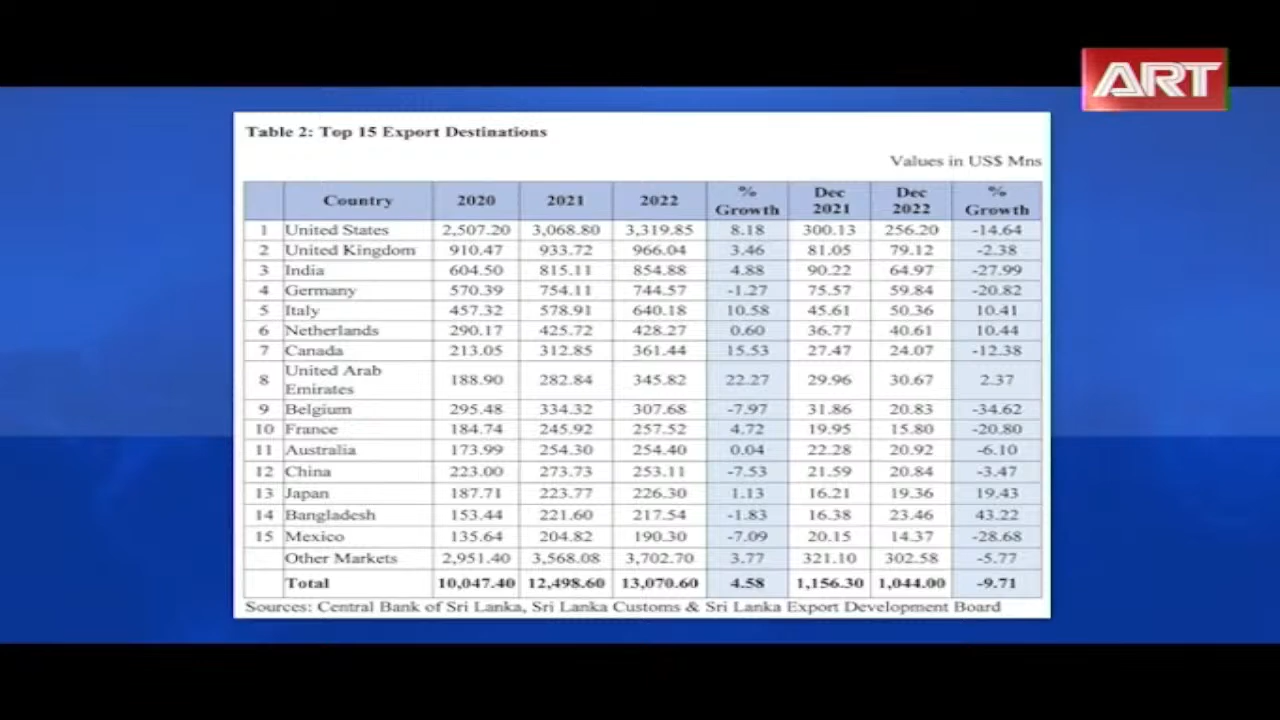 ART
Table 2: Top 15 Export Destinations
Values in US$ Mns
Country 2020 2021 2022 % Growth Dec 2021 Dec 2022 % Growth
1 United States 2,507.20 3,068.80 3,319.85 8.18 300.13 256.20 -14.64
2 United Kingdom 910.47 933.72 966.04 3.46 81.05 79.12 -2.38
3 India 604.50 815.11 854.88 4.88 90.22 64.97 -27.99
4 Germany 570.39 754.11 744.57 -1.27 75.57 59.84 -20.82
5 Italy 457.32 578.91 640.18 10.58 45.61 50.36 10.41
6 Netherlands 290.17 425.72 428.27 0.60 36.77 40.61 10.44
7 Canada 213.05 312.85 361.44 15.53 27.47 24.07 -12.38
8 United Arab Emirates 188.90 282.84 345.82 22.27 29.96 30.67 2.37
9 Belgium 295.48 334.32 307.68 -7.97 31.86 20.83 -34.62
10 France 184.74 245.92 257.52 4.72 19.95 15.80 -20.80
11 Australia 173.99 254.30 254.40 0.04 22.28 20.92 -6.10
12 China 223.00 273.73 253.11 -7.53 21.59 20.84 -3.47
13 Japan 187.71 223.77 226.30 1.13 16.21 19.36 19.43
14 Bangladesh 153.44 221.60 217.54 -1.83 16.38 23.46 43.22
15 Mexico 135.64 204.82 190.30 -7.09 20.15 14.37 -28.68
Other Markets 2,951.40 3,568.08 3,702.70 3.77 321.10 302.58 -5.77
Total 10,047.40 12,498.60 13,070.60 4.58 1,156.30 1,044.00 -9.71
Sources: Central Bank of Sri Lanka, Sri Lanka Customs & Sri Lanka Export Development Board